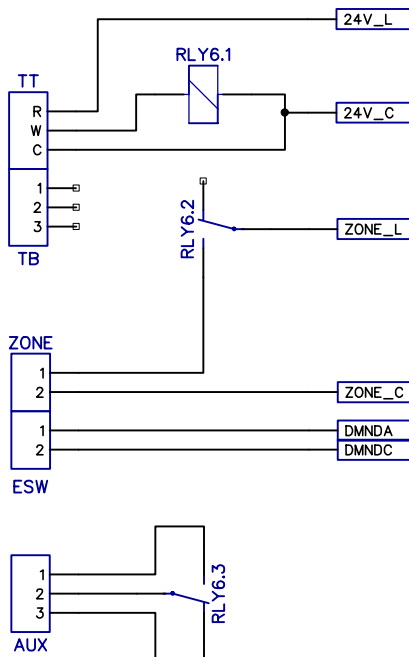 24V_L
RLY6.1
TT
R
W
C
24V_C
1
2
3
TB
RLY6.2
ZONE_L
ZONE
1
2
ZONE_C
1
DMNDA
2
DMNDC
ESW
RLY6.3
1
2
3
AUX